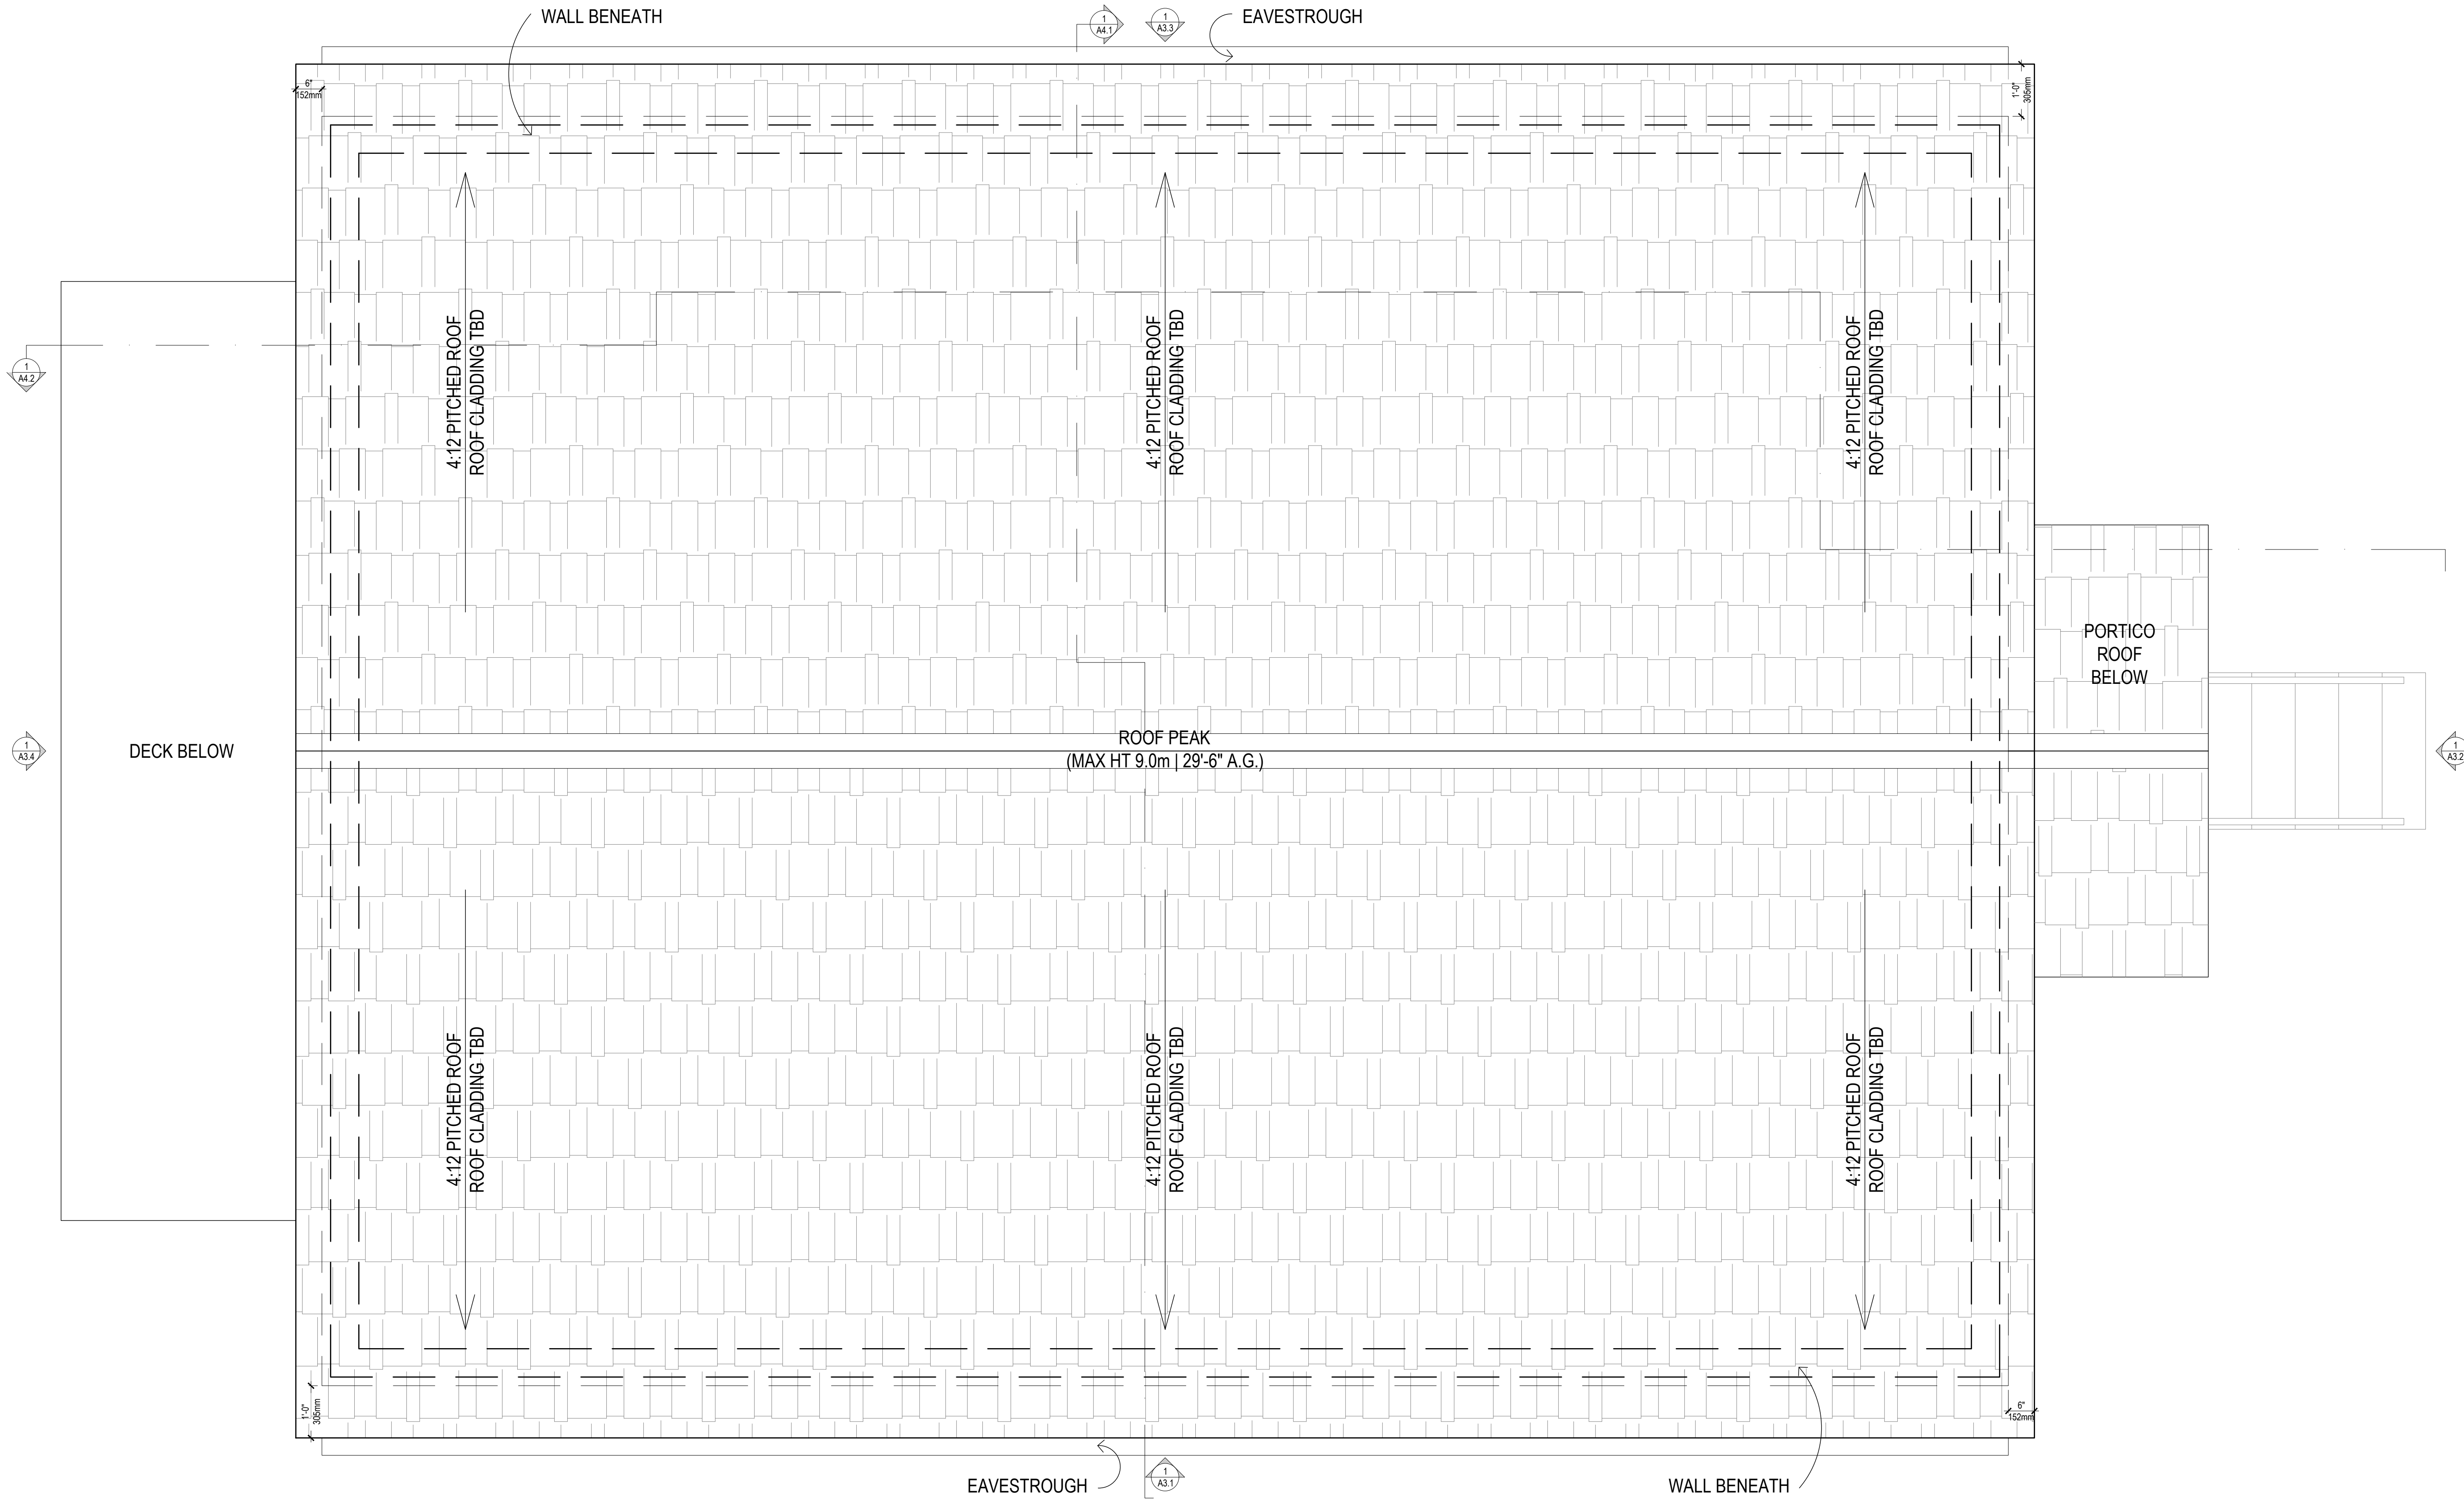 WALL BENEATH
1
A4.1
1
A3.3
EAVESTROUGH
6"
152mm
1'-0"
305mm
4:12 PITCHED ROOF
ROOF CLADDING TBD
4:12 PITCHED ROOF
ROOF CLADDING TBD
4:12 PITCHED ROOF
ROOF CLADDING TBD
1
A4.2
PORTICO
ROOF
BELOW
1
A3.4
DECK BELOW
ROOF PEAK
(MAX HT 9.0m | 29'-6" A.G.)
1
A3.2
4:12 PITCHED ROOF
ROOF CLADDING TBD
4:12 PITCHED ROOF
ROOF CLADDING TBD
4:12 PITCHED ROOF
ROOF CLADDING TBD
1'-0"
305mm
6"
152mm
EAVESTROUGH
1
A3.1
WALL BENEATH